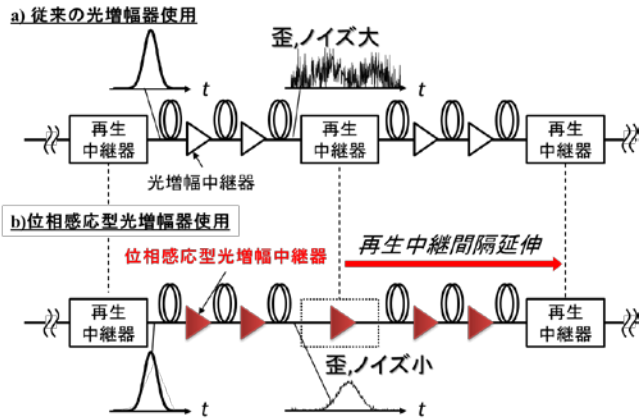 a) 従来の光増幅器使用
歪,ノイズ大
t
t
再生
中継器
再生
中継器
再生
中継器
光増幅中継器
b)位相感応型光増幅器使用
位相感応型光増幅中継器
再生中継間隔延伸
再生
中継器
再生
中継器
歪,ノイズ小
t
t